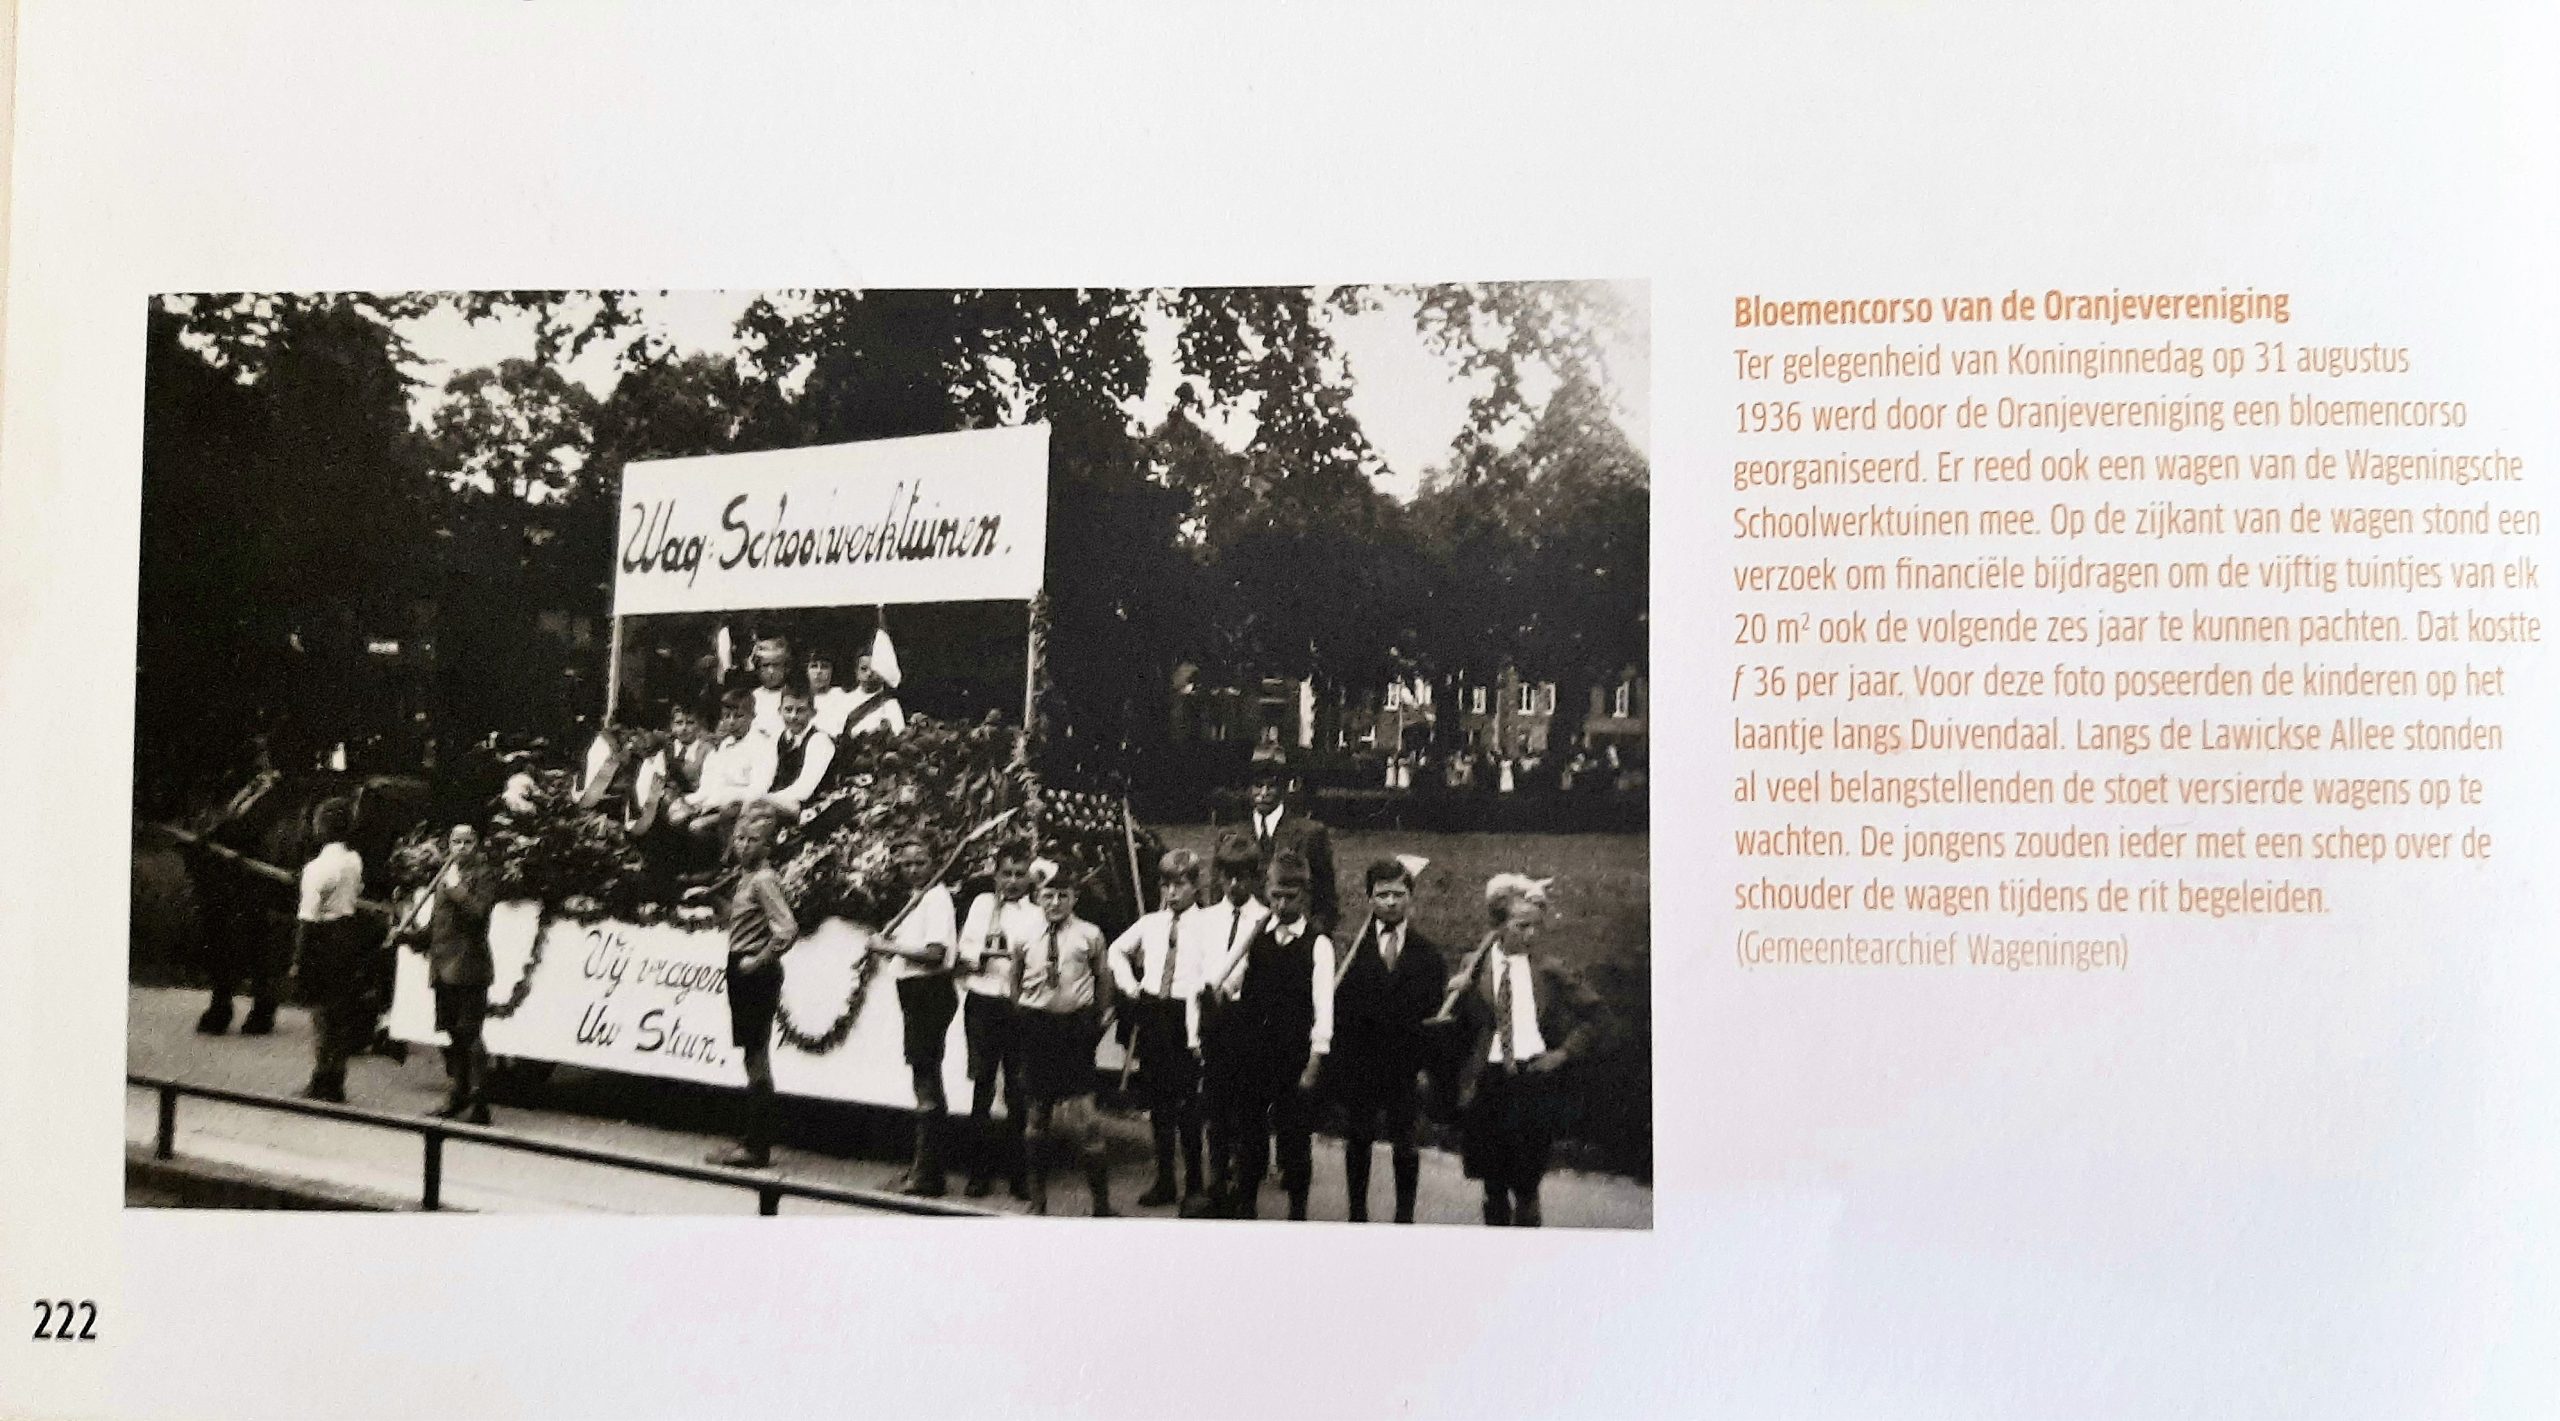 Wag: Schoolwerktuinen.
Wij vragen
Uw Steun.
Bloemencorso van de Oranjevereniging
Ter gelegenheid van Koninginnedag op 31 augustus
1936 werd door de Oranjevereniging een bloemencorso
georganiseerd. Er reed ook een wagen van de Wageningsche
Schoolwerktuinen mee. Op de zijkant van de wagen stond een
verzoek om financiële bijdragen om de vijftig tuintjes van elk
20 m² ook de volgende zes jaar te kunnen pachten. Dat kostte
ƒ 36 per jaar. Voor deze foto poseerden de kinderen op het
laantje langs Duivendaal. Langs de Lawickse Allee stonden
al veel belangstellenden de stoet versierde wagens op te
wachten. De jongens zouden ieder met een schep over de
schouder de wagen tijdens de rit begeleiden.
(Gemeentearchief Wageningen)
222